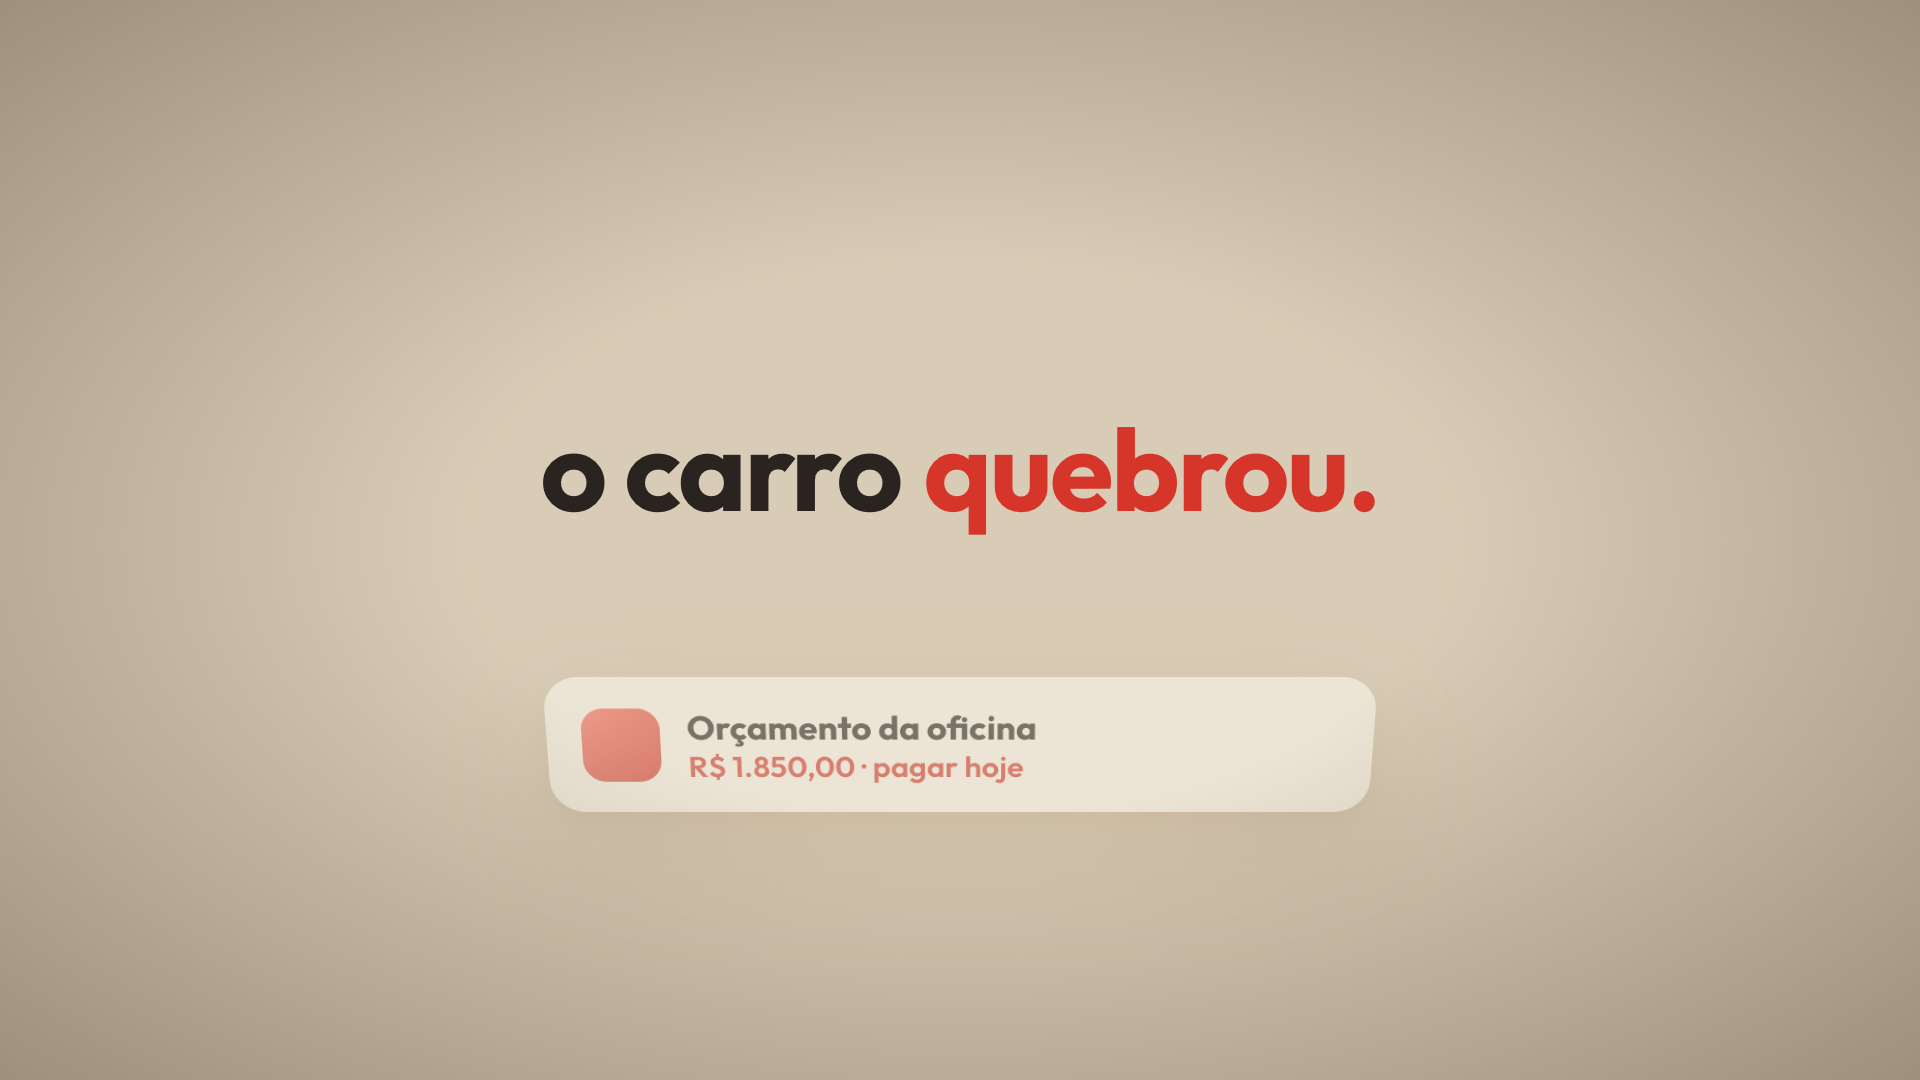 o carro quebrou.
Orçamento da oficina
R$ 1.850,00 · pagar hoje